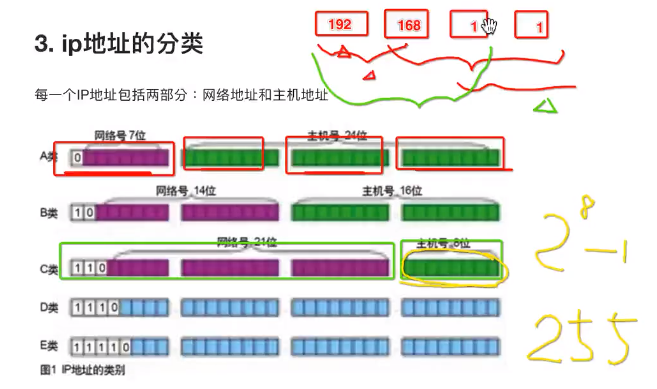 192 168 1 1
3. ip地址的分类
每一个IP地址包括两部分：网络地址和主机地址
网络号 7位 主机号 24位
A类 0
网络号 14位 主机号 16位
B类 1 0
网络号 21位 主机号 8位
C类 1 1 0
D类 1 1 1 0
E类 1 1 1 1 0
图1 IP地址的类别
2^8-1
255